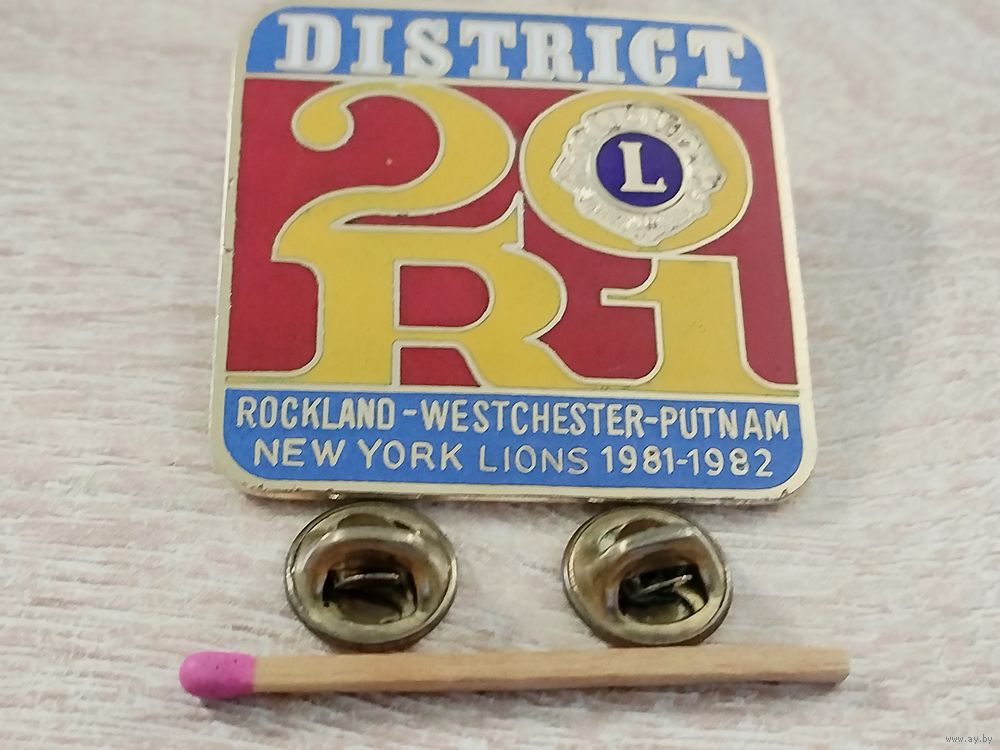 DISTRICT
20
L
R1
ROCKLAND-WESTCHESTER-PUTNAM
NEW YORK LIONS 1981-1982
www.ay.by